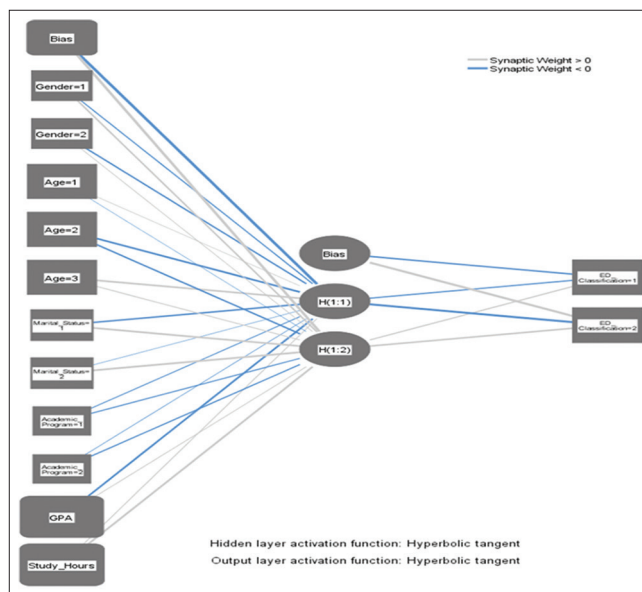 Bias
Synaptic Weight > 0
Synaptic Weight < 0
Gender=1
Gender=2
Age=1
Age=2
Age=3
Marital_Status=
1
Marital_Status=
2
Academic_
Program=1
Academic_
Program=2
GPA
Study_Hours
Bias
H(1:1)
H(1:2)
ED_
Classification=1
ED_
Classification=2
Hidden layer activation function: Hyperbolic tangent
Output layer activation function: Hyperbolic tangent